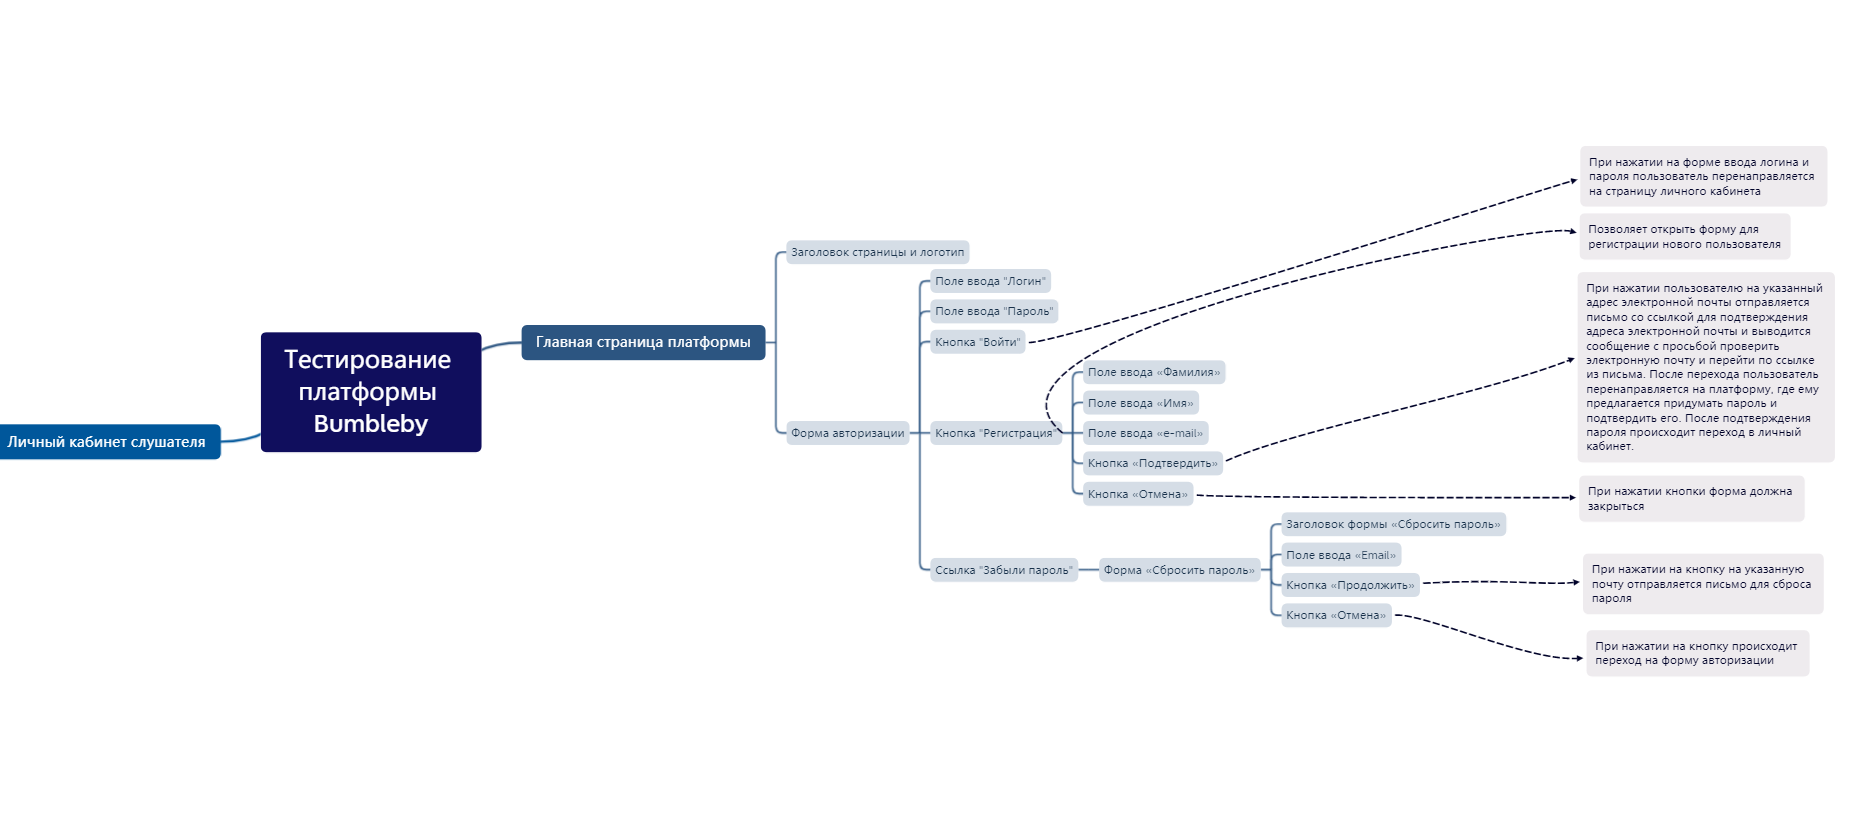 Личный кабинет слушателя
Тестирование
платформы
Bumbleby
Главная страница платформы
Заголовок страницы и логотип
Форма авторизации
Поле ввода "Логин"
Поле ввода "Пароль"
Кнопка "Войти"
Кнопка "Регистрация"
Поле ввода «Фамилия»
Поле ввода «Имя»
Поле ввода «e-mail»
Кнопка «Подтвердить»
Кнопка «Отмена»
Ссылка "Забыли пароль"
Форма «Сбросить пароль»
Заголовок формы «Сбросить пароль»
Поле ввода «Email»
Кнопка «Продолжить»
Кнопка «Отмена»
При нажатии на форме ввода логина и
пароля пользователь перенаправляется
на страницу личного кабинета
Позволяет открыть форму для
регистрации нового пользователя
При нажатии пользователю на указанный
адрес электронной почты отправляется
письмо со ссылкой для подтверждения
адреса электронной почты и выводится
сообщение с просьбой проверить
электронную почту и перейти по ссылке
из письма. После перехода пользователь
перенаправляется на платформу, где ему
предлагается придумать пароль и
подтвердить его. После подтверждения
пароля происходит переход в личный
кабинет.
При нажатии кнопки форма должна
закрыться
При нажатии на кнопку на указанную
почту отправляется письмо для сброса
пароля
При нажатии на кнопку происходит
переход на форму авторизации